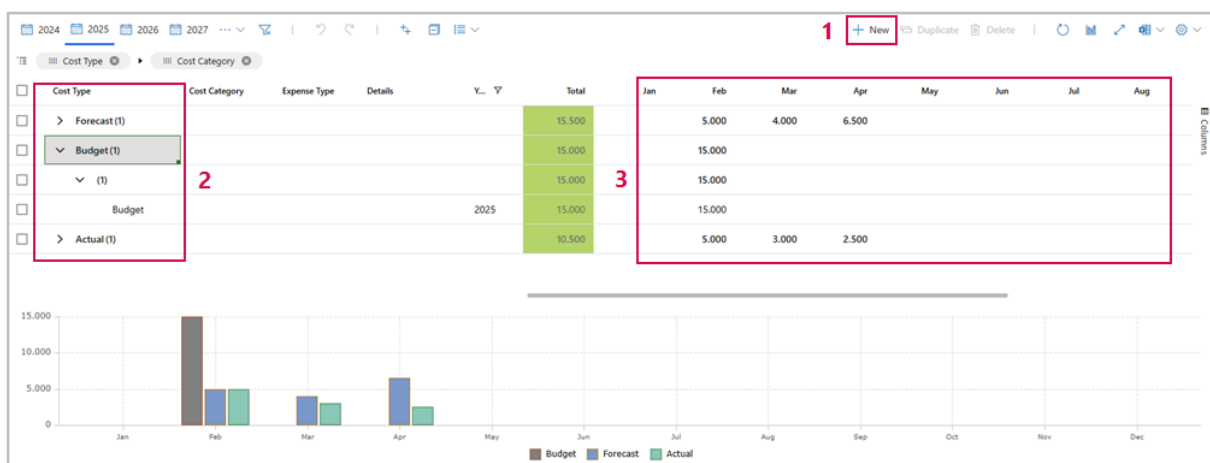 2024 2025 2026 2027 ... 1 + New Duplicate Delete
Cost Type Cost Category
Cost Type Cost Category Expense Type Details Y... Total Jan Feb Mar Apr May Jun Jul Aug
Forecast (1) 15.500 5.000 4.000 6.500
Columns
Budget (1) 15.000 15.000
(1) 15.000 15.000
2 3
Budget 2025 15.000 15.000
Actual (1) 10.500 5.000 3.000 2.500
15.000
10.000
5.000
0
Jan Feb Mar Apr May Jun Jul Aug Sep Oct Nov Dec
Budget Forecast Actual